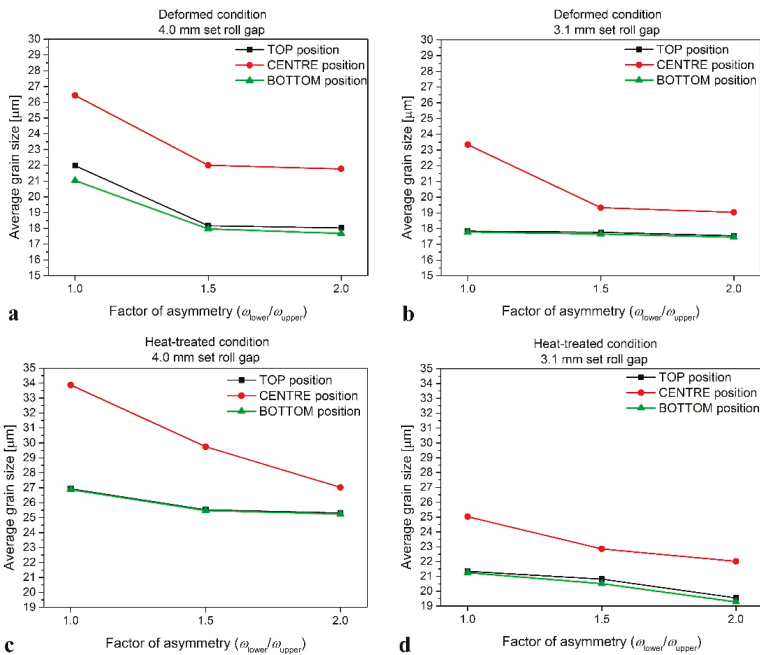 Deformed condition
4.0 mm set roll gap
TOP position
CENTRE position
BOTTOM position
Average grain size [μm]
30
29
28
27
26
25
24
23
22
21
20
19
18
17
16
15
1.0
1.5
2.0
Factor of asymmetry (ω_lower/ω_upper)
a
Deformed condition
3.1 mm set roll gap
TOP position
CENTRE position
BOTTOM position
Average grain size [μm]
30
29
28
27
26
25
24
23
22
21
20
19
18
17
16
15
1.0
1.5
2.0
Factor of asymmetry (ω_lower/ω_upper)
b
Heat-treated condition
4.0 mm set roll gap
TOP position
CENTRE position
BOTTOM position
Average grain size [μm]
35
34
33
32
31
30
29
28
27
26
25
24
23
22
21
20
19
1.0
1.5
2.0
Factor of asymmetry (ω_lower/ω_upper)
c
Heat-treated condition
3.1 mm set roll gap
TOP position
CENTRE position
BOTTOM position
Average grain size [μm]
35
34
33
32
31
30
29
28
27
26
25
24
23
22
21
20
19
1.0
1.5
2.0
Factor of asymmetry (ω_lower/ω_upper)
d